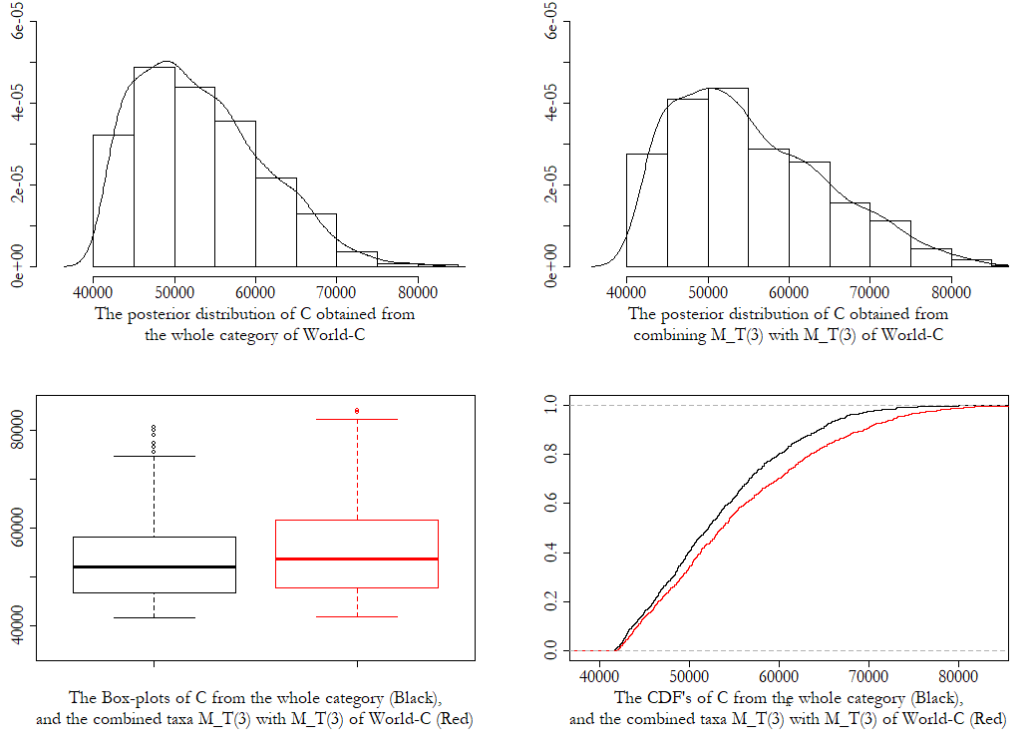 6e-05
4e-05
2e-05
0e+00
40000 50000 60000 70000 80000
The posterior distribution of C obtained from
the whole category of World-C
6e-05
4e-05
2e-05
0e+00
40000 50000 60000 70000 80000
The posterior distribution of C obtained from
combining M_T(3) with M_T(3) of World-C
80000
60000
40000
The Box-plots of C from the whole category (Black),
and the combined taxa M_T(3) with M_T(3) of World-C (Red)
1.0
0.8
0.6
0.4
0.2
0.0
40000 50000 60000 70000 80000
The CDF's of C from the whole category (Black),
and the combined taxa M_T(3) with M_T(3) of World-C (Red)